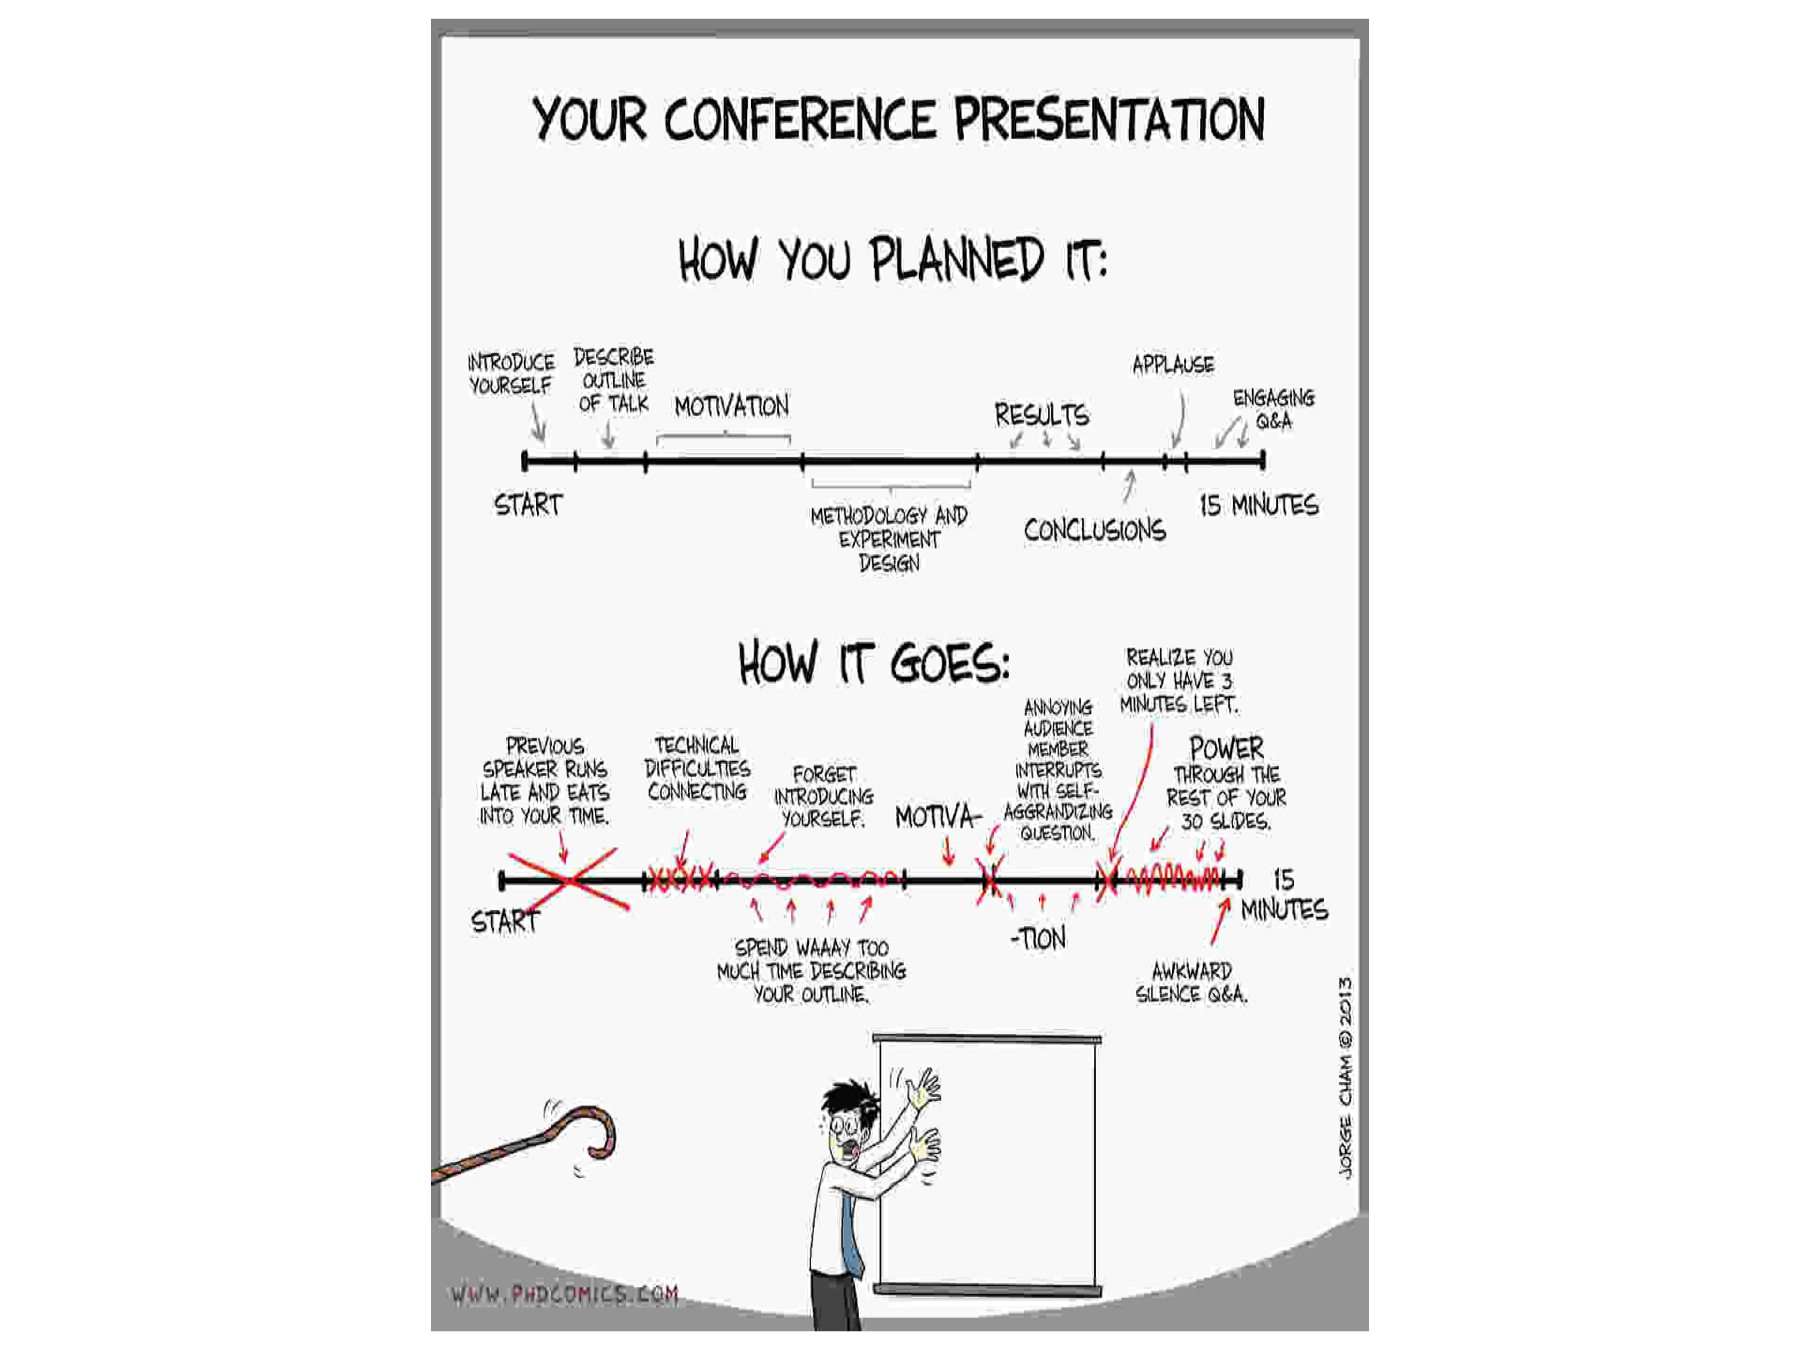 YOUR CONFERENCE PRESENTATION
HOW YOU PLANNED IT:
INTRODUCE
YOURSELF
DESCRIBE
OUTLINE
OF TALK
MOTIVATION
RESULTS
APPLAUSE
ENGAGING
Q&A
START
METHODOLOGY AND
EXPERIMENT
DESIGN
CONCLUSIONS
15 MINUTES
HOW IT GOES:
PREVIOUS
SPEAKER RUNS
LATE AND EATS
INTO YOUR TIME.
TECHNICAL
DIFFICULTIES
CONNECTING
FORGET
INTRODUCING
YOURSELF.
MOTIVA-
ANNOYING
AUDIENCE
MEMBER
INTERRUPTS
WITH SELF-
AGGRANDIZING
QUESTION.
REALIZE YOU
ONLY HAVE 3
MINUTES LEFT.
POWER
THROUGH THE
REST OF YOUR
30 SLIDES.
START
SPEND WAAAY TOO
MUCH TIME DESCRIBING
YOUR OUTLINE.
-TION
AWKWARD
SILENCE Q&A.
15
MINUTES
JORGE CHAM © 2013
WWW.PHDCOMICS.COM